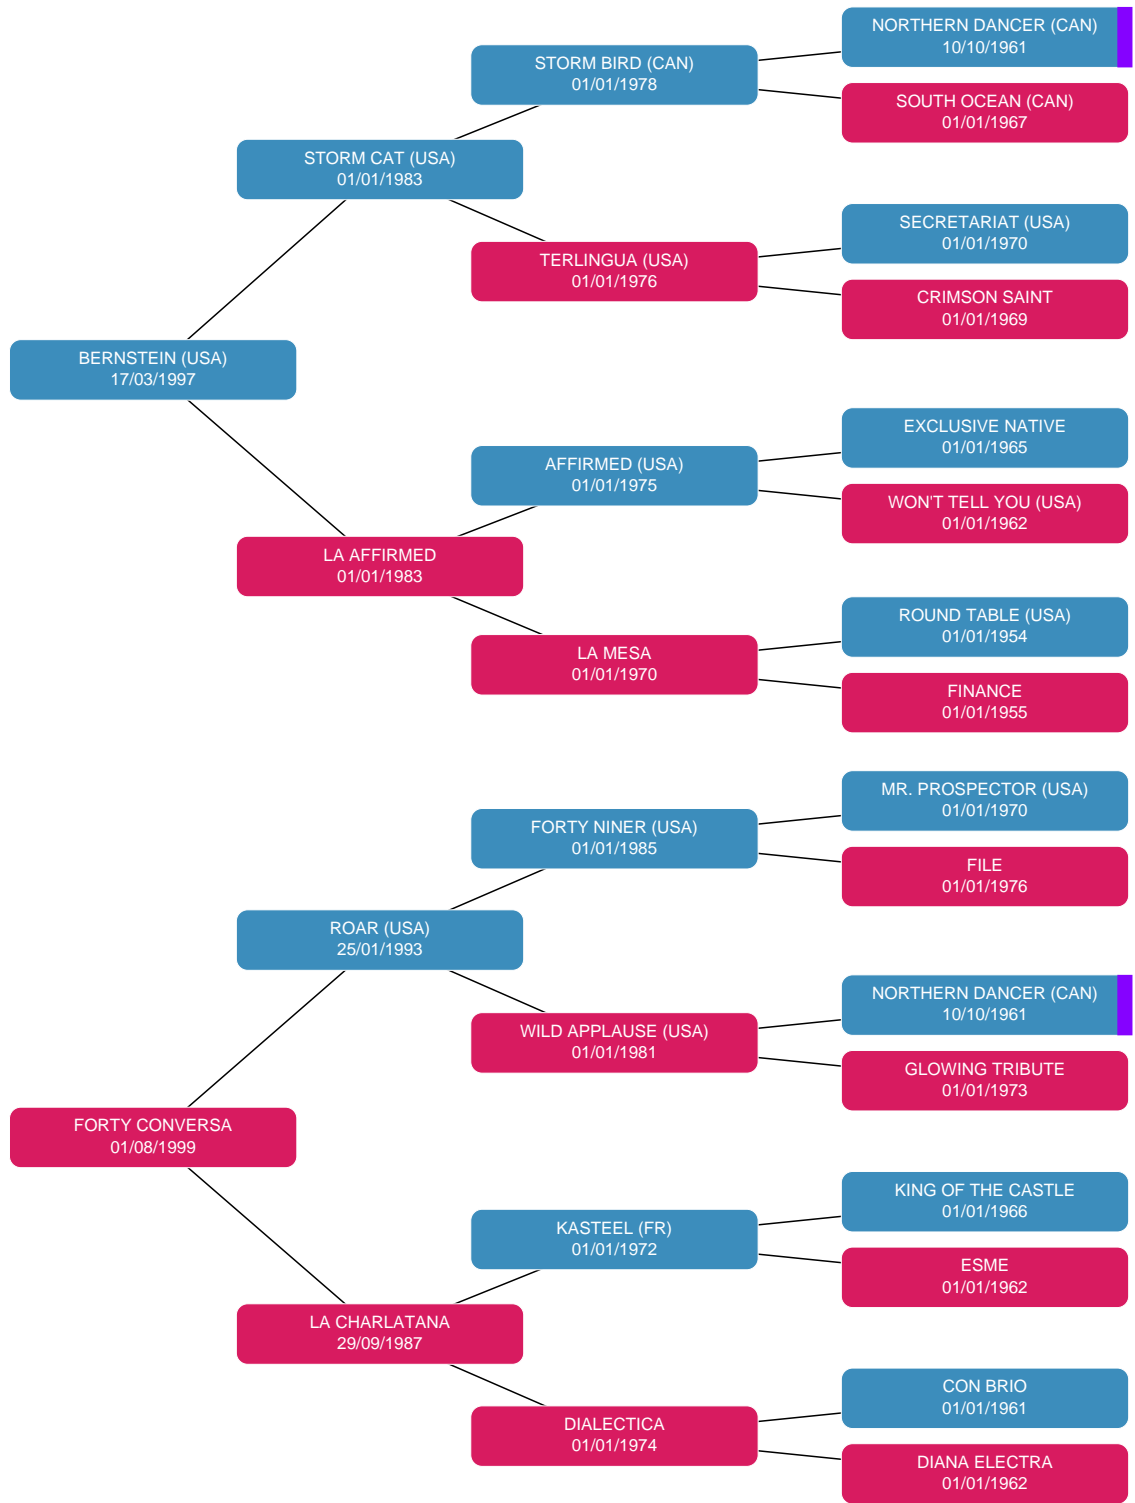 NORTHERN DANCER (CAN)
10/10/1961
STORM BIRD (CAN)
01/01/1978
SOUTH OCEAN (CAN)
01/01/1967
STORM CAT (USA)
01/01/1983
SECRETARIAT (USA)
01/01/1970
TERLINGUA (USA)
01/01/1976
CRIMSON SAINT
01/01/1969
BERNSTEIN (USA)
17/03/1997
EXCLUSIVE NATIVE
01/01/1965
AFFIRMED (USA)
01/01/1975
WON'T TELL YOU (USA)
01/01/1962
LA AFFIRMED
01/01/1983
ROUND TABLE (USA)
01/01/1954
LA MESA
01/01/1970
FINANCE
01/01/1955
MR. PROSPECTOR (USA)
01/01/1970
FORTY NINER (USA)
01/01/1985
FILE
01/01/1976
ROAR (USA)
25/01/1993
NORTHERN DANCER (CAN)
10/10/1961
WILD APPLAUSE (USA)
01/01/1981
GLOWING TRIBUTE
01/01/1973
FORTY CONVERSA
01/08/1999
KING OF THE CASTLE
01/01/1966
KASTEEL (FR)
01/01/1972
ESME
01/01/1962
LA CHARLATANA
29/09/1987
CON BRIO
01/01/1961
DIALECTICA
01/01/1974
DIANA ELECTRA
01/01/1962